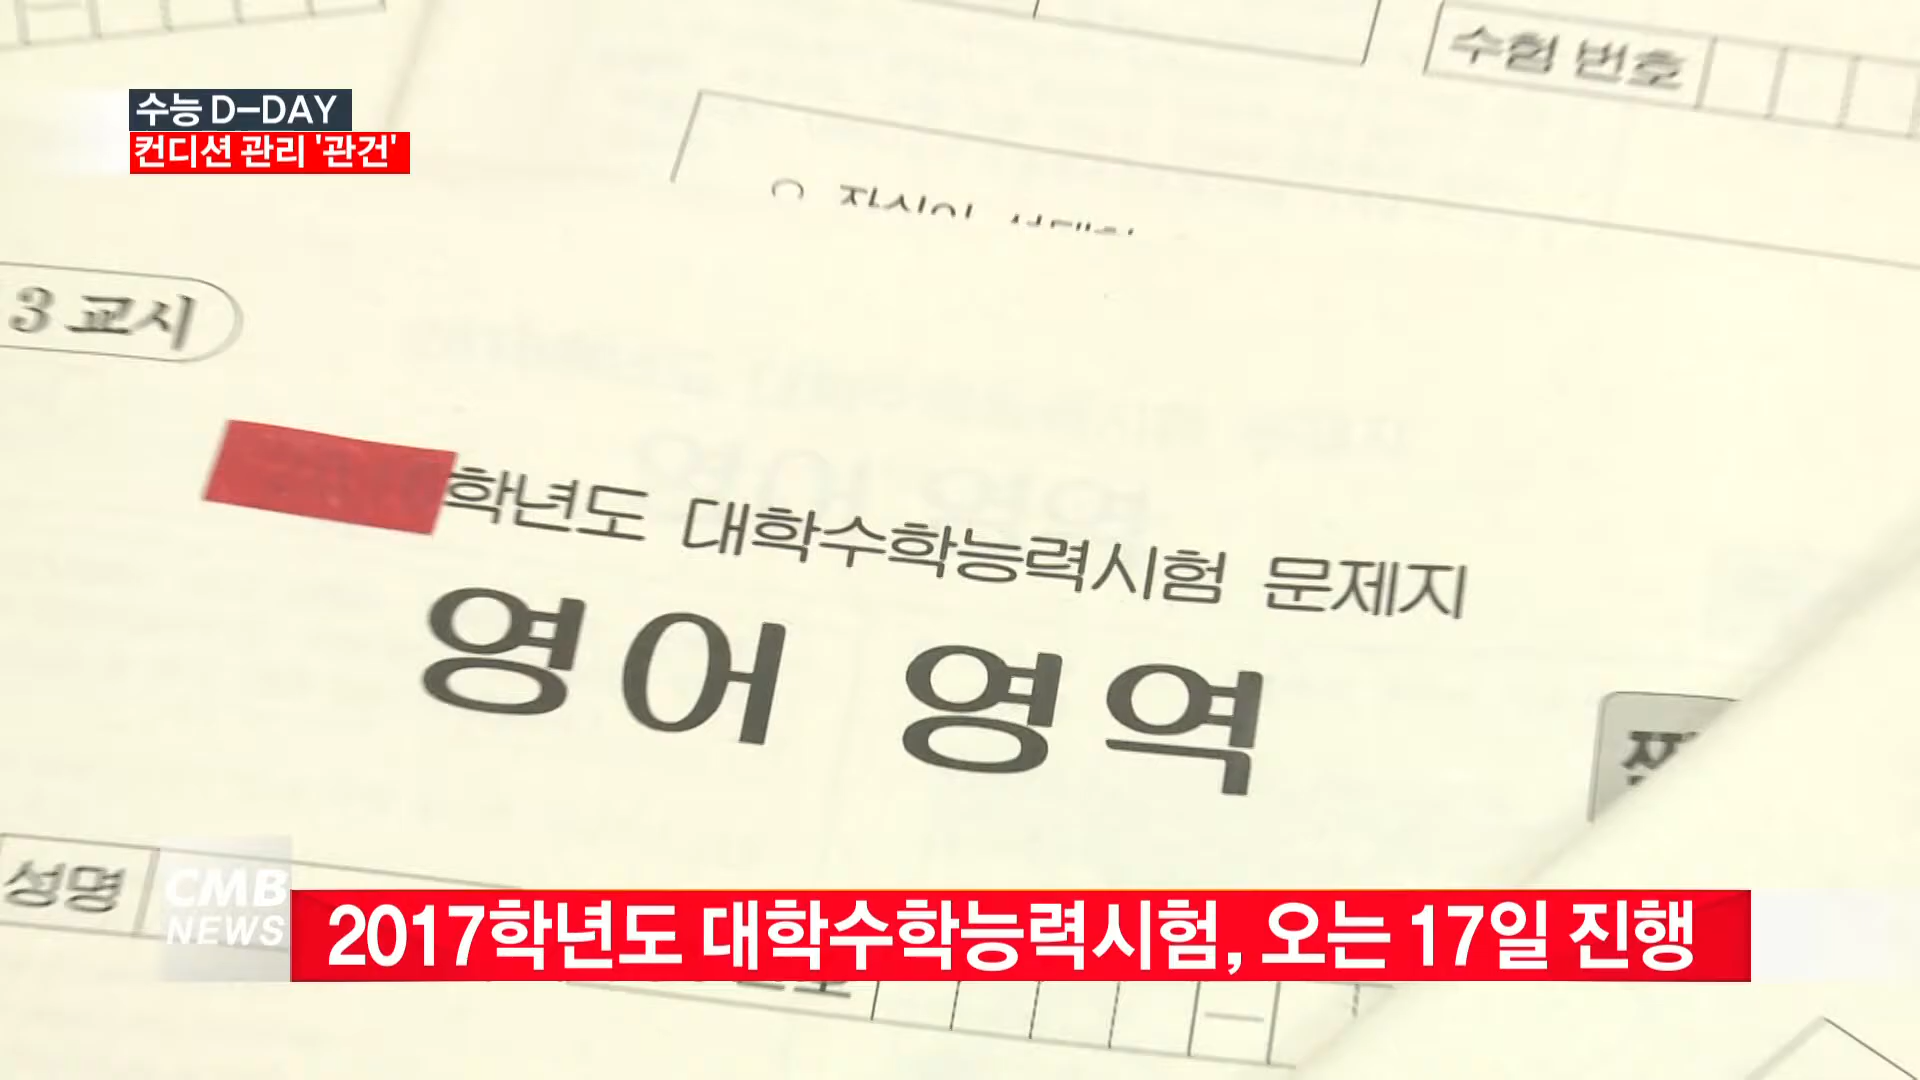 수험 번호
수능 D-DAY
컨디션 관리 '관건'
3 교시
학년도 대학수학능력시험 문제지
영어 영역
성명
CMB
NEWS
2017학년도 대학수학능력시험, 오는 17일 진행